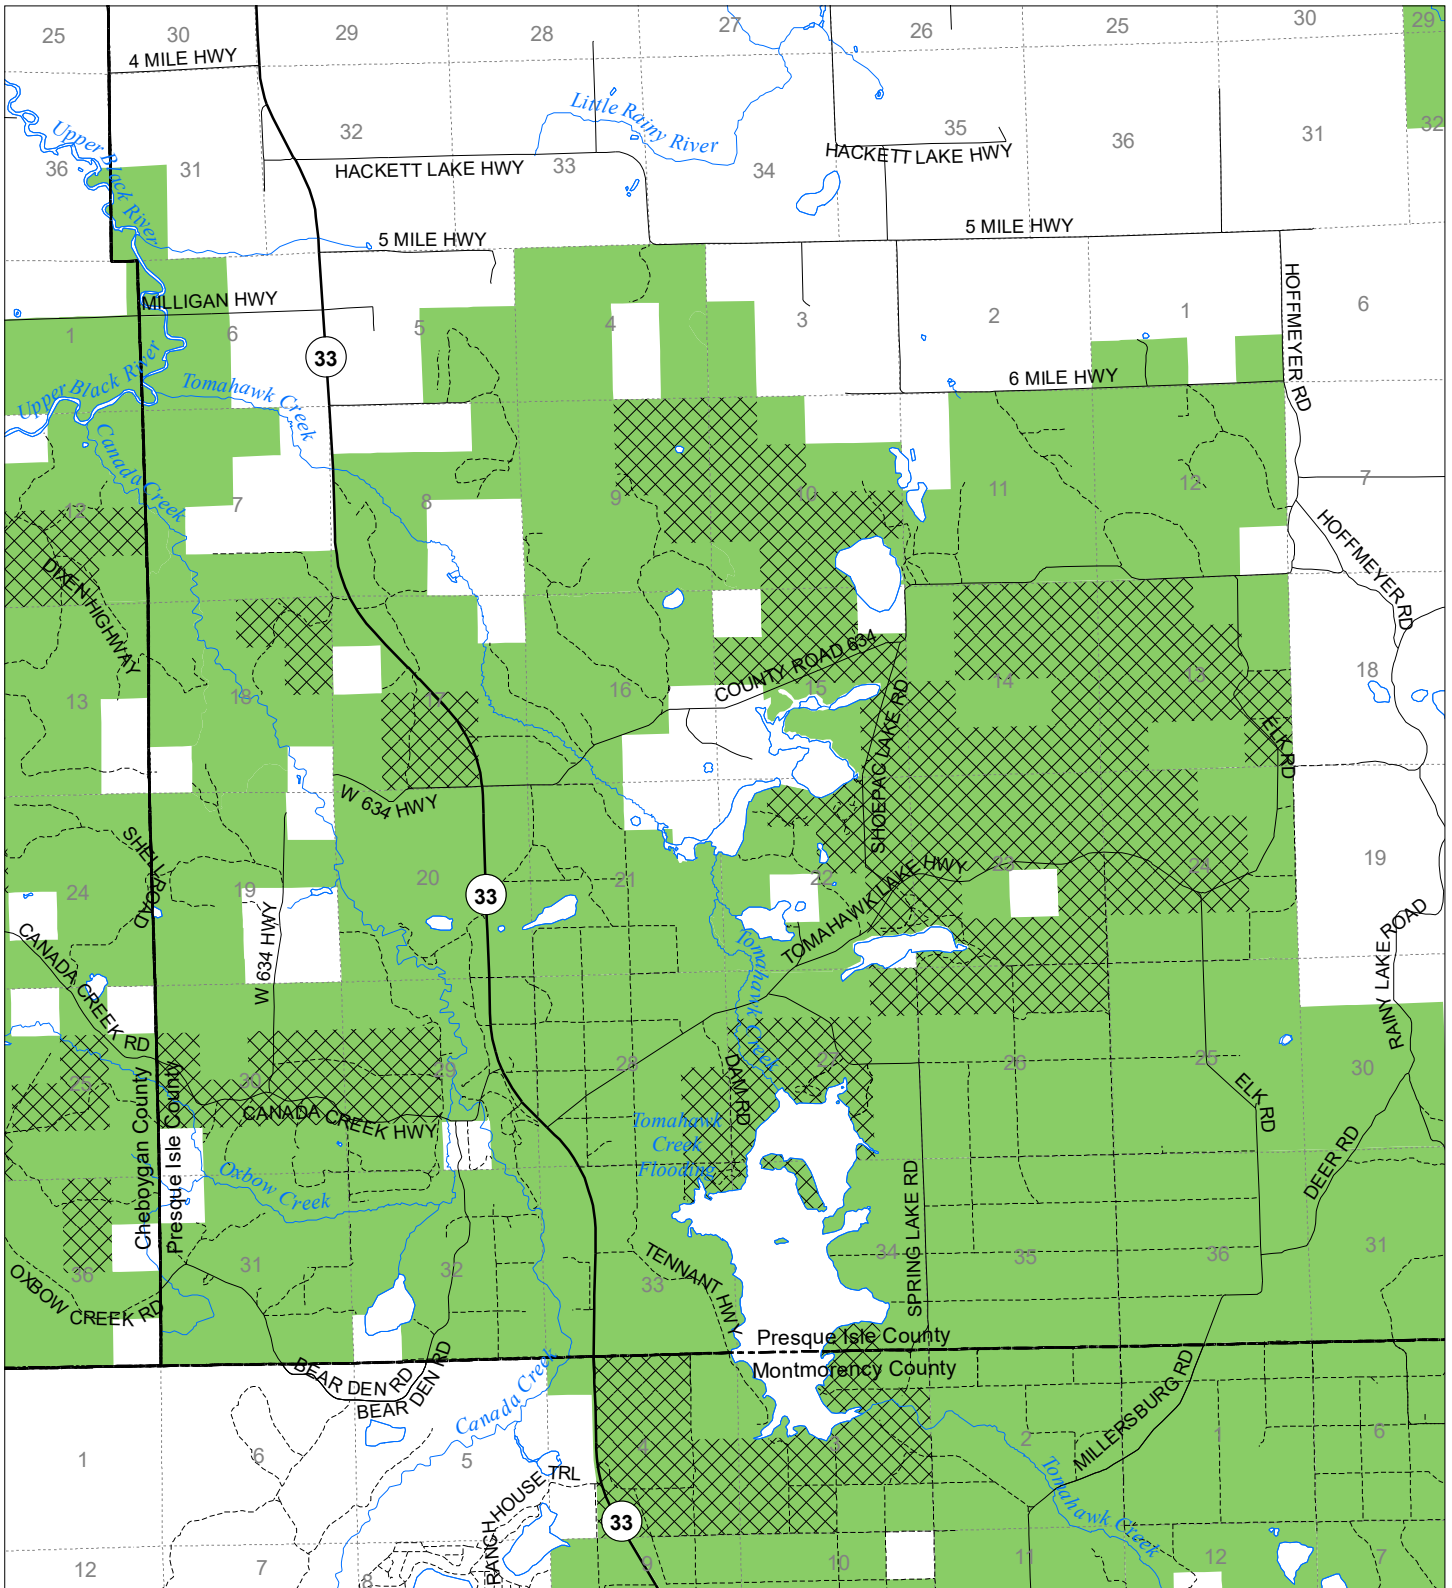 25
30
29
28
27
26
25
30
29
4 MILE HWY
Little Rainy River
32
35
36
31
32
Upper Black River
36
31
HACKETT LAKE HWY
33
34
HACKETT LAKE HWY
5 MILE HWY
5 MILE HWY
MILLIGAN HWY
HOFFMEYER RD
1
6
5
4
3
2
1
6
33
Upper Black River
Tomahawk Creek
6 MILE HWY
Canada Creek
12
7
8
9
10
11
12
7
HOFFMEYER RD
DIXEN HIGHWAY
COUNTY ROAD 634
13
18
17
16
15
14
13
18
SHOEPAC LAKE RD
ELK RD
W 634 HWY
SHELL ROAD
24
19
20
33
21
22
TOMAHAWK LAKE HWY
23
24
19
CANADA CREEK RD
W 634 HWY
Tomahawk Creek
RAINY LAKE ROAD
25
30
29
28
27
26
25
30
DAM RD
ELK RD
CANADA CREEK HWY
Tomahawk
Creek
Flooding
Cheboygan County
Presque Isle County
Oxbow Creek
DEER RD
SPRING LAKE RD
36
31
32
33
34
35
36
31
TENNANT HWY
OXBOW CREEK RD
Presque Isle County
Montmorency County
BEAR DEN RD
BEAR DEN RD
Canada Creek
MILLERSBURG RD
1
6
5
4
3
2
1
6
RANCH HOUSE TRL
Tomahawk Creek
33
12
7
8
9
10
11
12
7